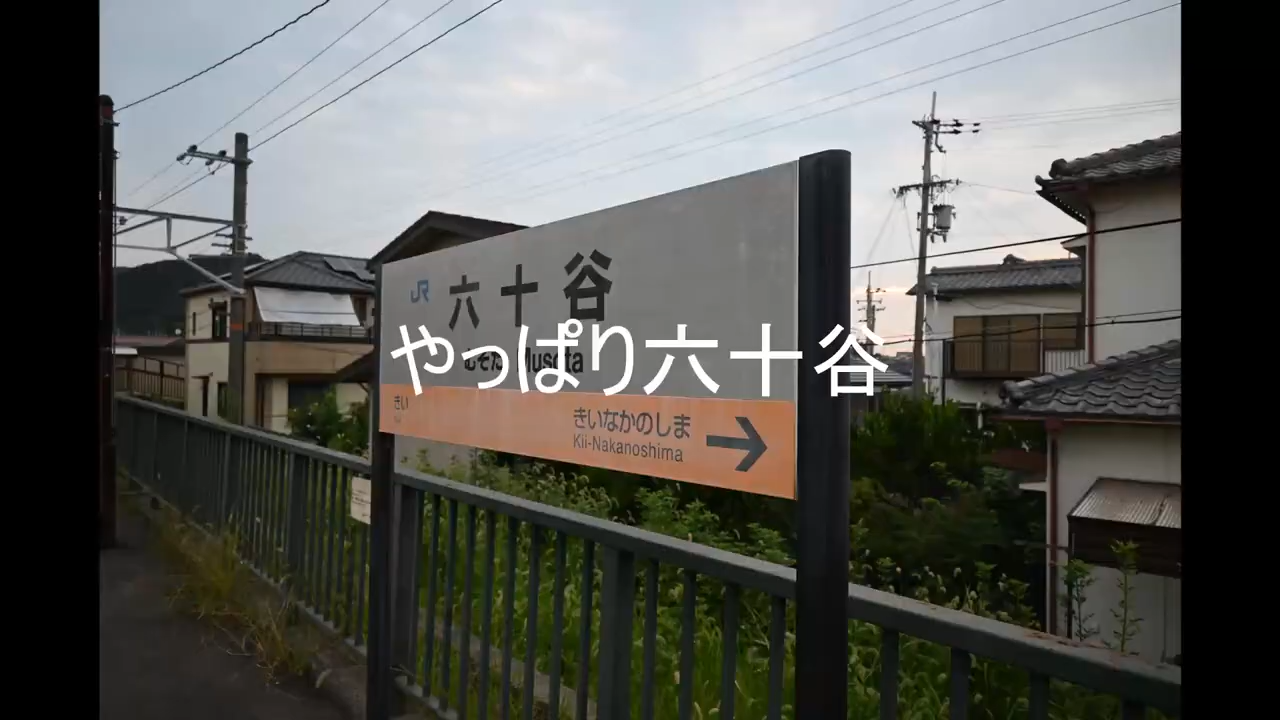 JR 六十谷
やっぱり六十谷
Musota
きい
きいなかのしま
Kii-Nakanoshima